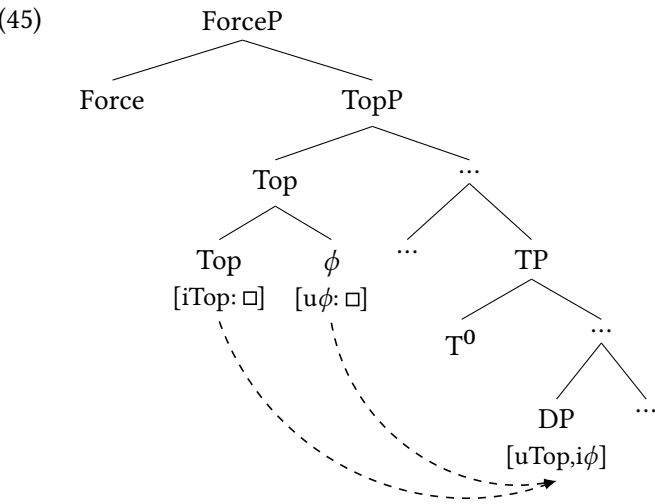 (45) ForceP
Force TopP
Top ...
Top ϕ ... TP
[iTop: □] [uϕ: □]
T⁰ ...
DP ...
[uTop,iϕ]